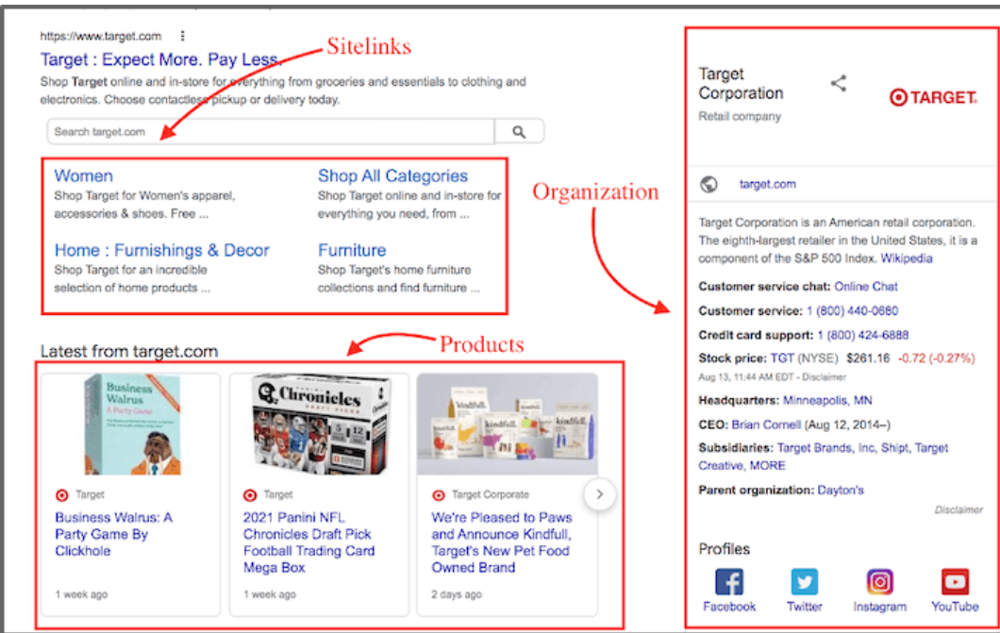 https://www.target.com
Sitelinks
Target : Expect More. Pay Less.
Shop Target online and in-store for everything from groceries and essentials to clothing and
electronics. Choose contactless pickup or delivery today.
Search target.com
Women
Shop Target for Women's apparel,
accessories & shoes. Free ...
Shop All Categories
Shop Target online and in-store for
everything you need, from ...
Home : Furnishings & Decor
Shop Target for an incredible
selection of home products ...
Furniture
Shop Target's home furniture
collections and find furniture ...
Organization
Products
Latest from target.com
Business
Walrus
A Party Game
Target
Business Walrus: A
Party Game By
Clickhole
1 week ago
PANINI
Chronicles
DRAFT PICKS
5
12
Target
2021 Panini NFL
Chronicles Draft Pick
Football Trading Card
Mega Box
1 week ago
kindfull
kindfull
kindfull
Target Corporate
We're Pleased to Paws
and Announce Kindfull,
Target's New Pet Food
Owned Brand
2 days ago
Target
Corporation
Retail company
TARGET
target.com
Target Corporation is an American retail corporation.
The eighth-largest retailer in the United States, it is a
component of the S&P 500 Index. Wikipedia
Customer service chat: Online Chat
Customer service: 1 (800) 440-0680
Credit card support: 1 (800) 424-6888
Stock price: TGT (NYSE) $261.16 -0.72 (-0.27%)
Aug 13, 11:44 AM EDT - Disclaimer
Headquarters: Minneapolis, MN
CEO: Brian Cornell (Aug 12, 2014–)
Subsidiaries: Target Brands, Inc, Shipt, Target
Creative, MORE
Parent organization: Dayton's
Disclaimer
Profiles
Facebook
Twitter
Instagram
YouTube